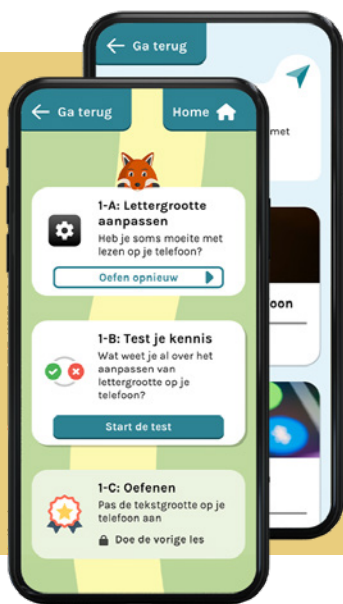 Ga terug
met
oon
Ga terug
Home
1-A: Lettergrootte
aanpassen
Heb je soms moeite met
lezen op je telefoon?
Oefen opnieuw
1-B: Test je kennis
Wat weet je al over het
aanpassen van
lettergrootte op je
telefoon?
Start de test
1-C: Oefenen
Pas de tekstgrootte op je
telefoon aan
Doe de vorige les